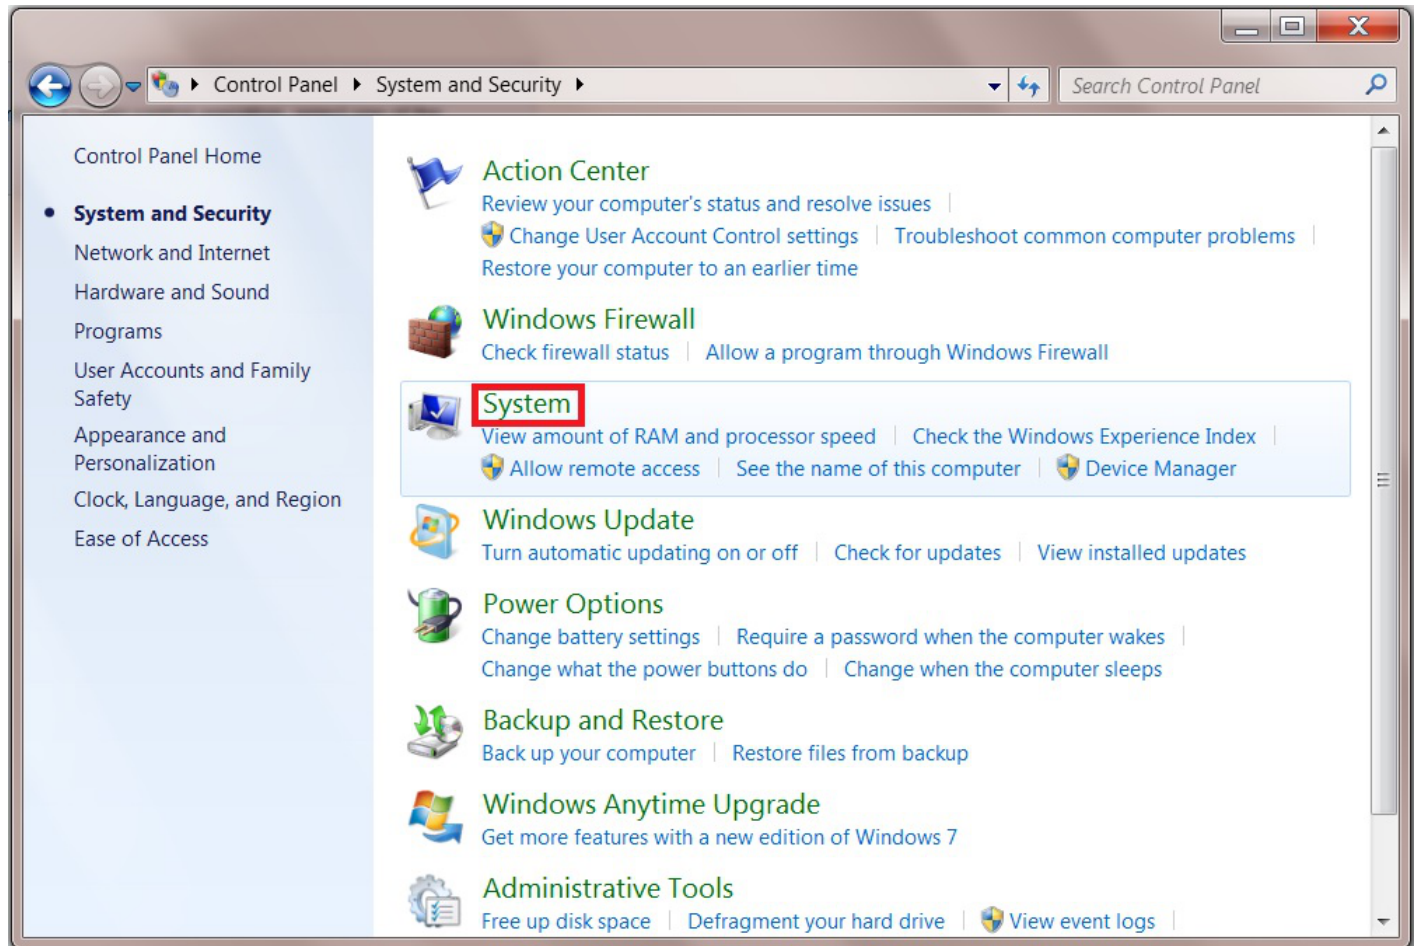 Control Panel System and Security
Search Control Panel
Control Panel Home
System and Security
Network and Internet
Hardware and Sound
Programs
User Accounts and Family
Safety
Appearance and
Personalization
Clock, Language, and Region
Ease of Access
Action Center
Review your computer's status and resolve issues
Change User Account Control settings Troubleshoot common computer problems
Restore your computer to an earlier time
Windows Firewall
Check firewall status Allow a program through Windows Firewall
System
View amount of RAM and processor speed Check the Windows Experience Index
Allow remote access See the name of this computer Device Manager
Windows Update
Turn automatic updating on or off Check for updates View installed updates
Power Options
Change battery settings Require a password when the computer wakes
Change what the power buttons do Change when the computer sleeps
Backup and Restore
Back up your computer Restore files from backup
Windows Anytime Upgrade
Get more features with a new edition of Windows 7
Administrative Tools
Free up disk space Defragment your hard drive View event logs